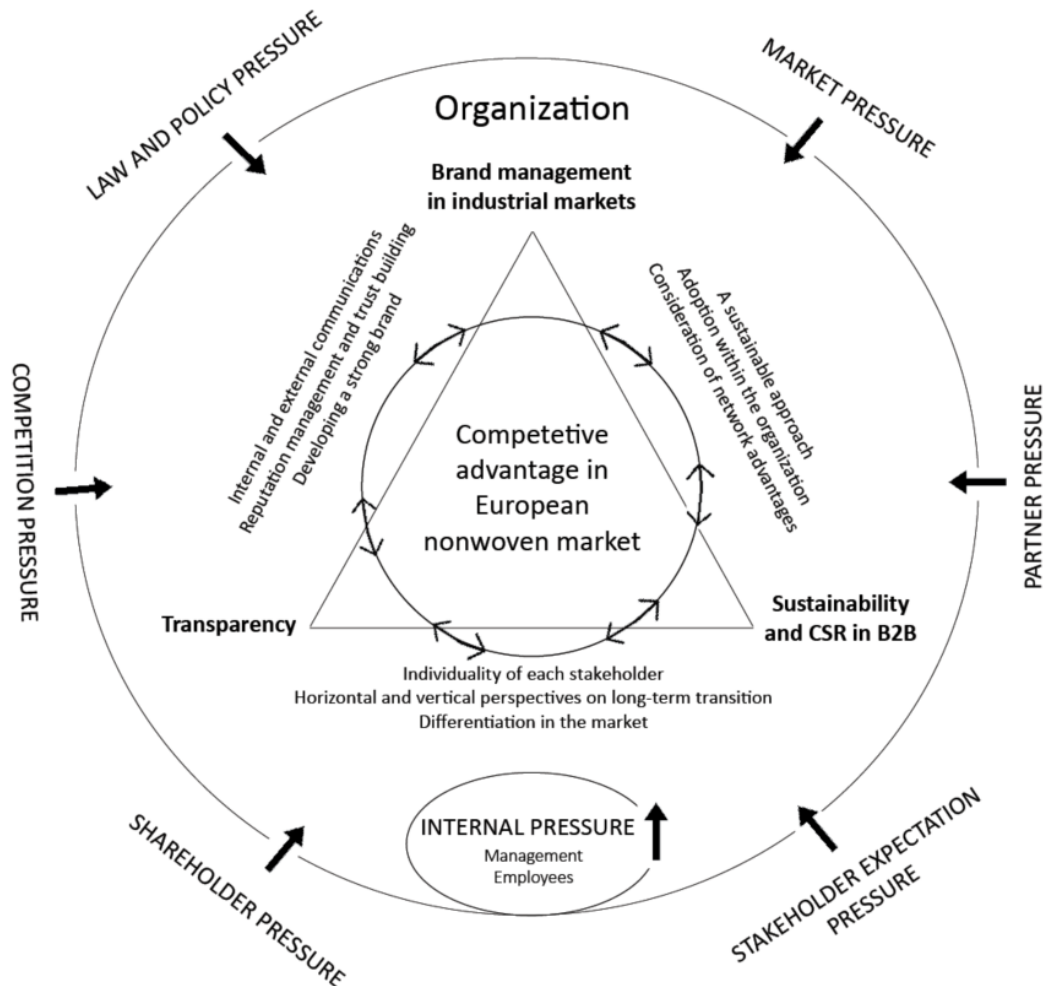 LAW AND POLICY PRESSURE
MARKET PRESSURE
Organization
Brand management
in industrial markets
Internal and external communications
Reputation management and trust building
Developing a strong brand
A sustainable approach
Adoption within the organization
Consideration of network advantages
COMPETITION PRESSURE
Competetive
advantage in
European
nonwoven market
PARTNER PRESSURE
Transparency
Sustainability
and CSR in B2B
Individuality of each stakeholder
Horizontal and vertical perspectives on long-term transition
Differentiation in the market
SHAREHOLDER PRESSURE
INTERNAL PRESSURE
Management
Employees
STAKEHOLDER EXPECTATION
PRESSURE